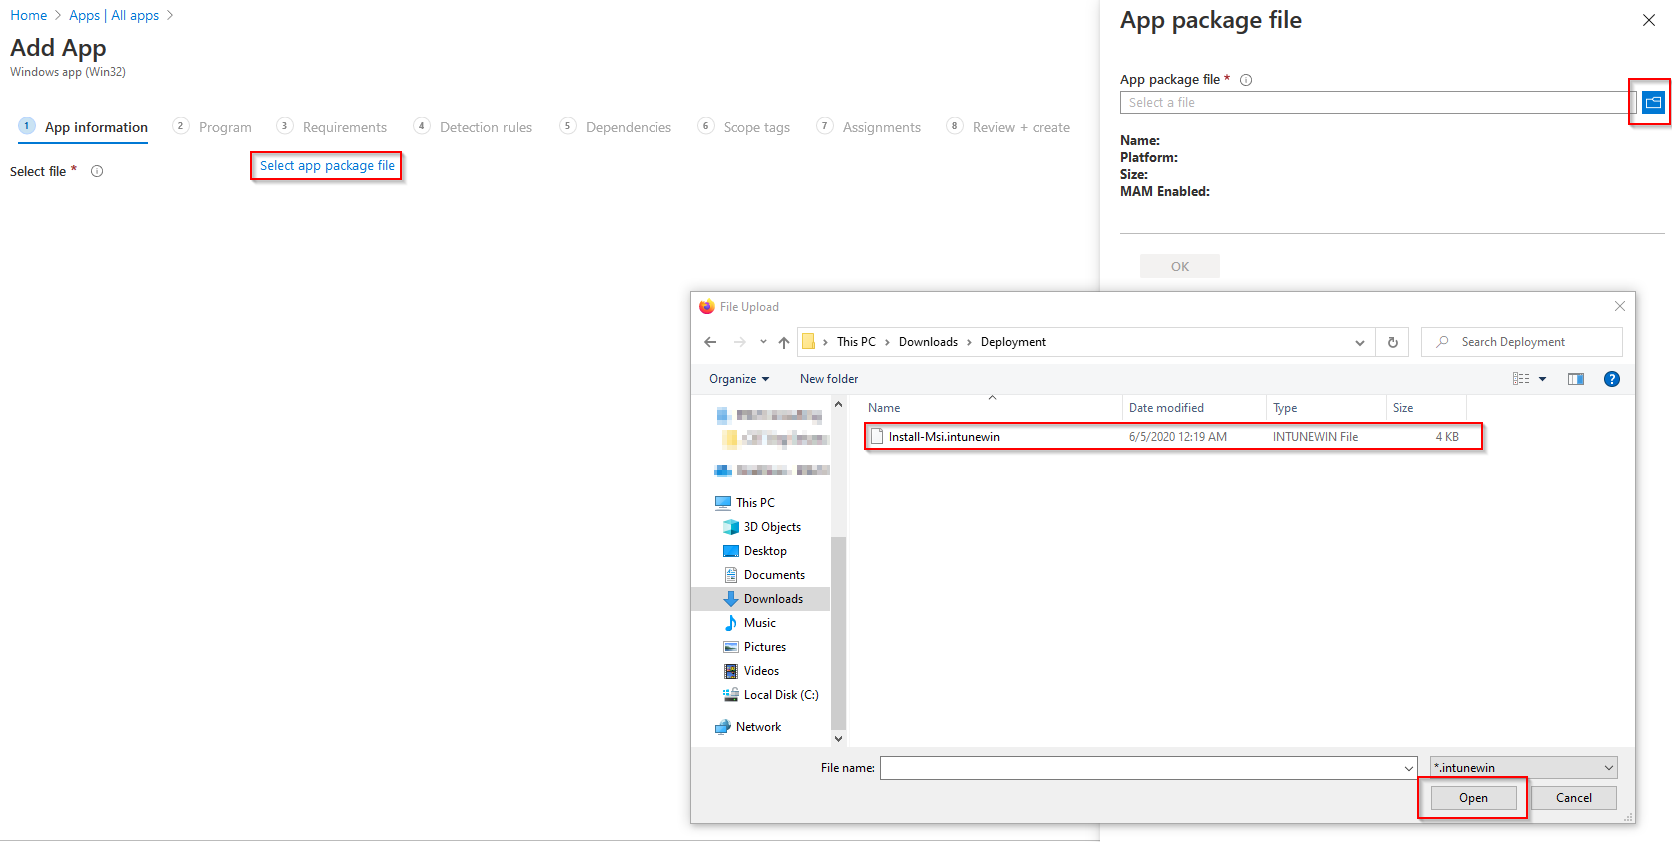 Home > Apps | All apps >
Add App
Windows app (Win32)
1 App information 2 Program 3 Requirements 4 Detection rules 5 Dependencies 6 Scope tags 7 Assignments 8 Review + create
Select file * Select app package file
App package file
App package file *
Select a file
Name:
Platform:
Size:
MAM Enabled:
OK
File Upload
This PC > Downloads > Deployment
Search Deployment
Organize New folder
?
Name Date modified Type Size
Install-Msi.intunewin 6/5/2020 12:19 AM INTUNEWIN File 4 KB
This PC
3D Objects
Desktop
Documents
Downloads
Music
Pictures
Videos
Local Disk (C:)
Network
File name: *.intunewin
Open Cancel